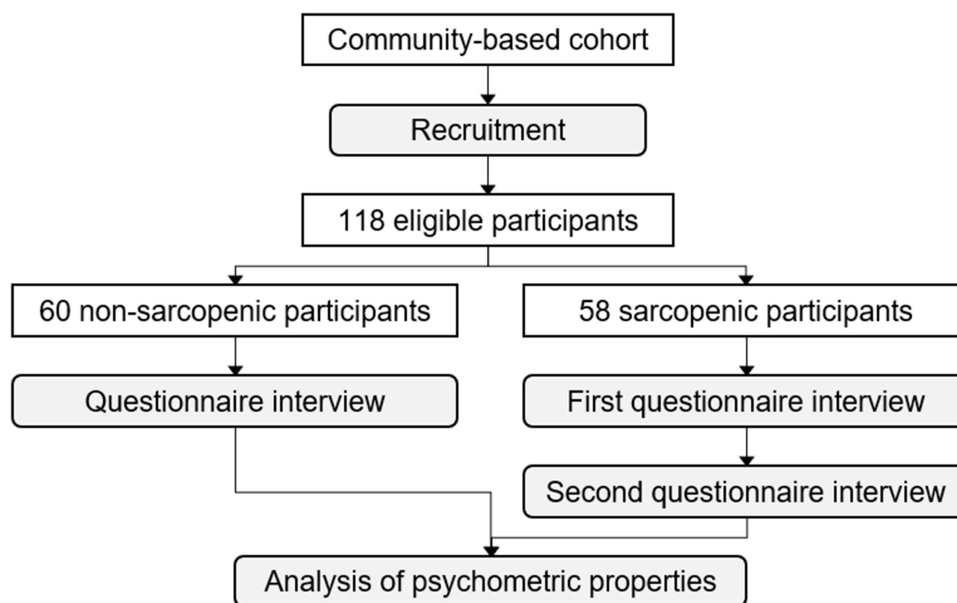 Community-based cohort
Recruitment
118 eligible participants
60 non-sarcopenic participants
58 sarcopenic participants
Questionnaire interview
First questionnaire interview
Second questionnaire interview
Analysis of psychometric properties